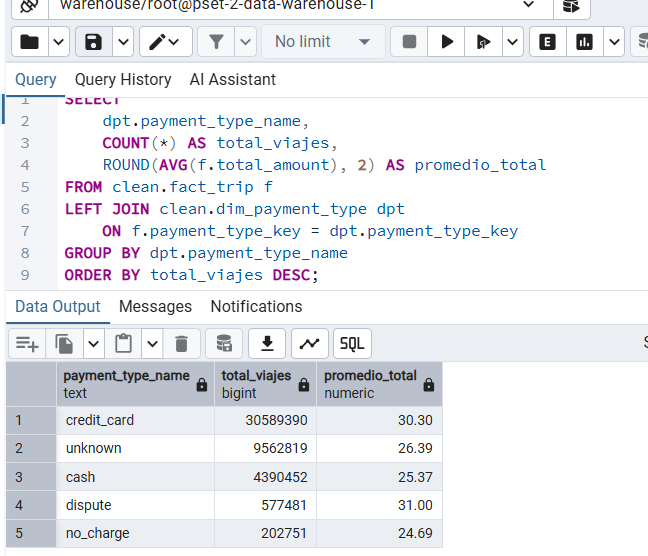 warehouse/root@pset-2-data-warehouse-1
No limit
E
Query Query History AI Assistant
1 SELECT
2 dpt.payment_type_name,
3 COUNT(*) AS total_viajes,
4 ROUND(AVG(f.total_amount), 2) AS promedio_total
5 FROM clean.fact_trip f
6 LEFT JOIN clean.dim_payment_type dpt
7 ON f.payment_type_key = dpt.payment_type_key
8 GROUP BY dpt.payment_type_name
9 ORDER BY total_viajes DESC;
Data Output Messages Notifications
SQL S
payment_type_name total_viajes promedio_total
text bigint numeric
1 credit_card 30589390 30.30
2 unknown 9562819 26.39
3 cash 4390452 25.37
4 dispute 577481 31.00
5 no_charge 202751 24.69